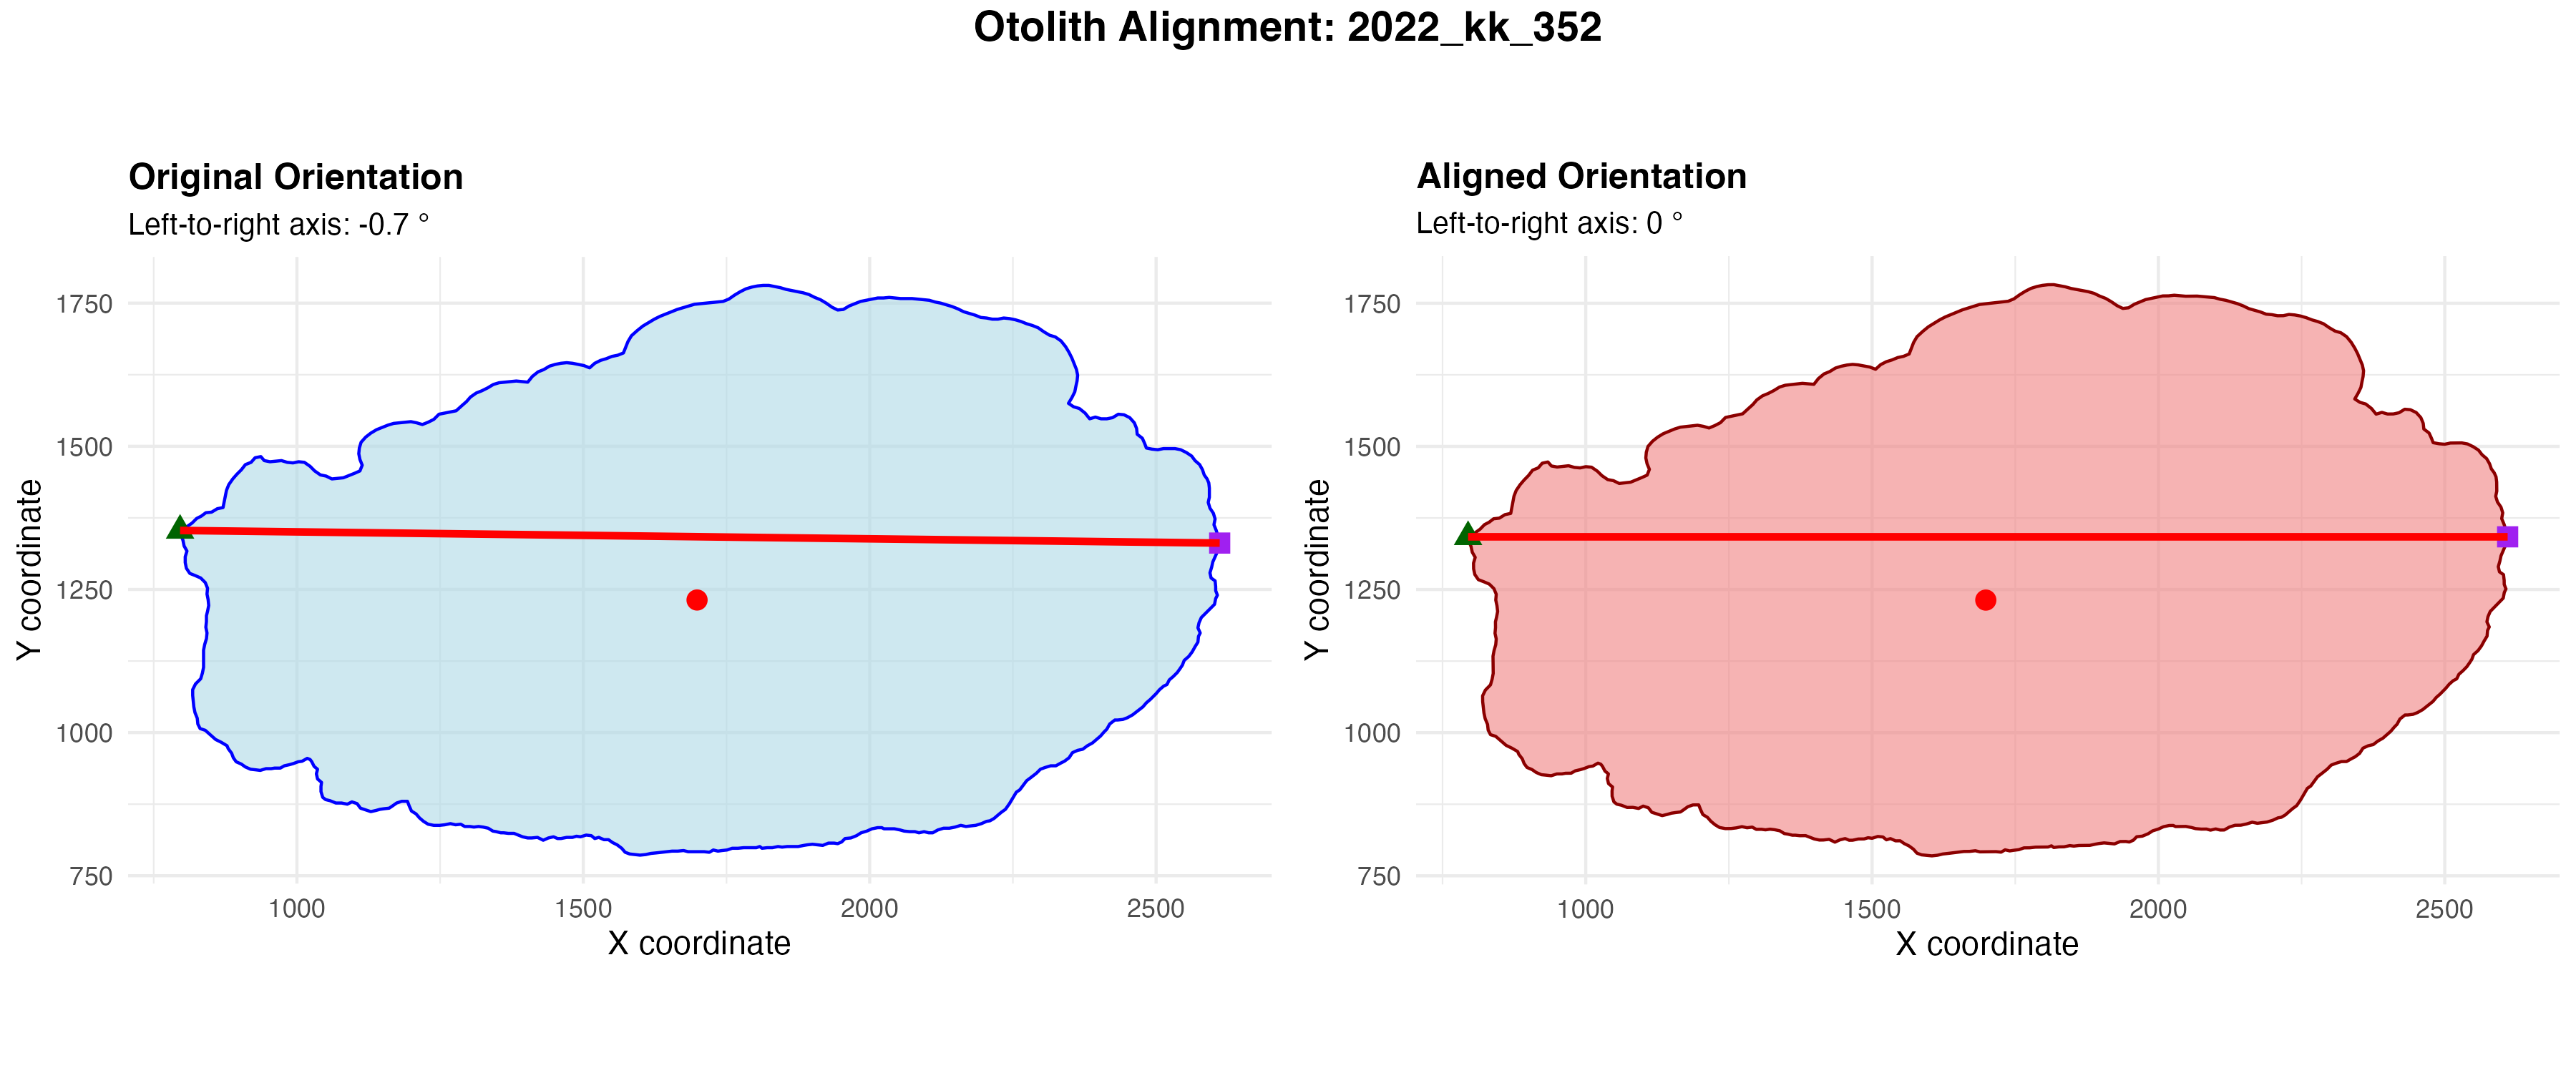 Otolith Alignment: 2022_kk_352
Original Orientation
Left-to-right axis: -0.7 °
1750
1500
1250
1000
750
Y coordinate
1000 1500 2000 2500
X coordinate
Aligned Orientation
Left-to-right axis: 0 °
1750
1500
1250
1000
750
Y coordinate
1000 1500 2000 2500
X coordinate